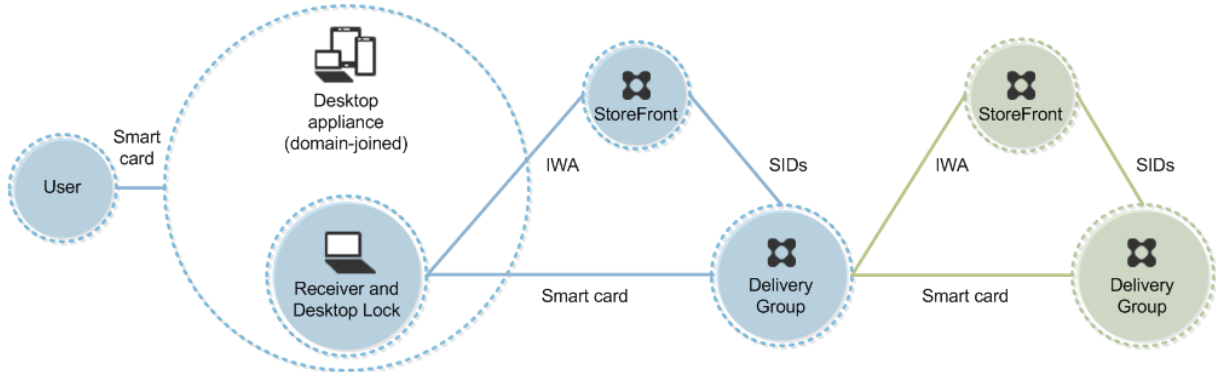 User
Smart
card
Desktop
appliance
(domain-joined)
Receiver and
Desktop Lock
IWA
StoreFront
SIDs
Smart card
Delivery
Group
IWA
StoreFront
SIDs
Smart card
Delivery
Group